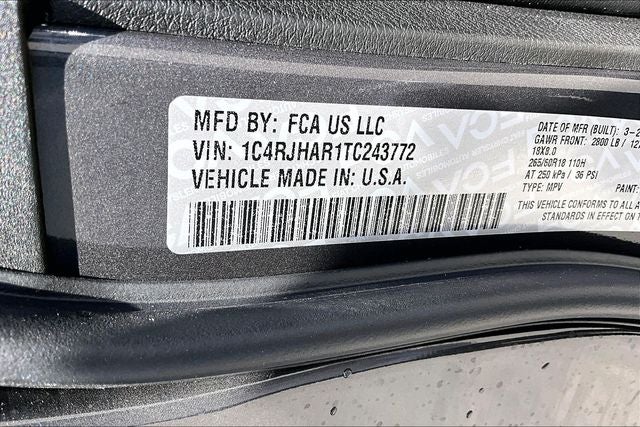 MFD BY: FCA US LLC
VIN: 1C4RJHAR1TC243772
VEHICLE MADE IN: U.S.A.
DATE OF MFR (BUILT): 3-2
GAWR FRONT: 2800 LB / 127
18X8.0
265/60R18 110H
AT 250 kPa / 36 PSI
TYPE: MPV PAINT:
THIS VEHICLE CONFORMS TO ALL A
STANDARDS IN EFFECT ON T